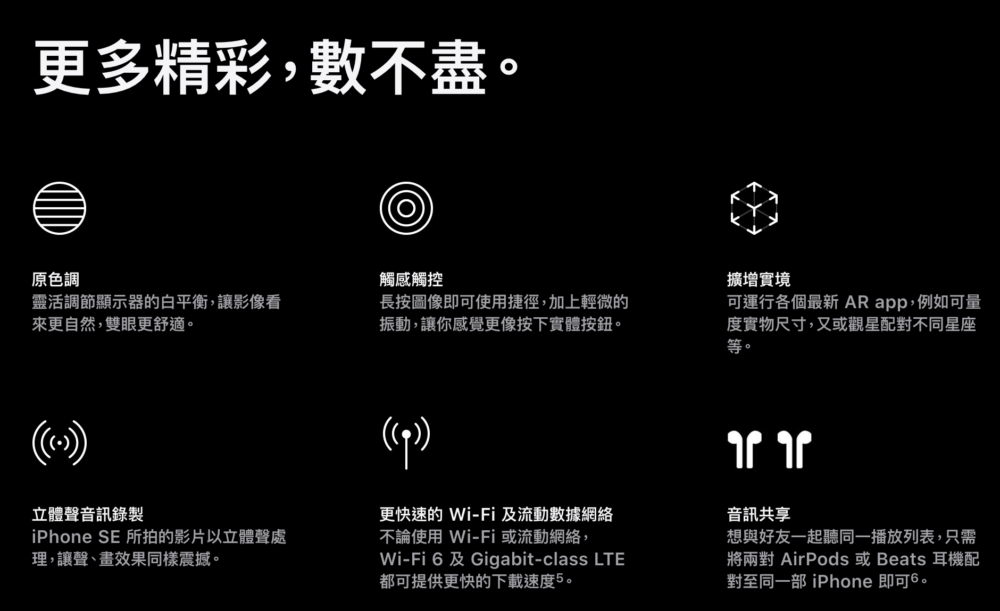 更多精彩，數不盡。
原色調
靈活調節顯示器的白平衡，讓影像看
來更自然，雙眼更舒適。
觸感觸控
長按圖像即可使用捷徑，加上輕微的
振動，讓你感覺更像按下實體按鈕。
擴增實境
可運行各個最新 AR app，例如可量
度實物尺寸，又或觀星配對不同星座
等。
立體聲音訊錄製
iPhone SE 所拍的影片以立體聲處
理，讓聲、畫效果同樣震撼。
更快速的 Wi-Fi 及流動數據網絡
不論使用 Wi-Fi 或流動網絡，
Wi-Fi 6 及 Gigabit-class LTE
都可提供更快的下載速度5。
音訊共享
想與好友一起聽同一播放列表，只需
將兩對 AirPods 或 Beats 耳機配
對至同一部 iPhone 即可6。